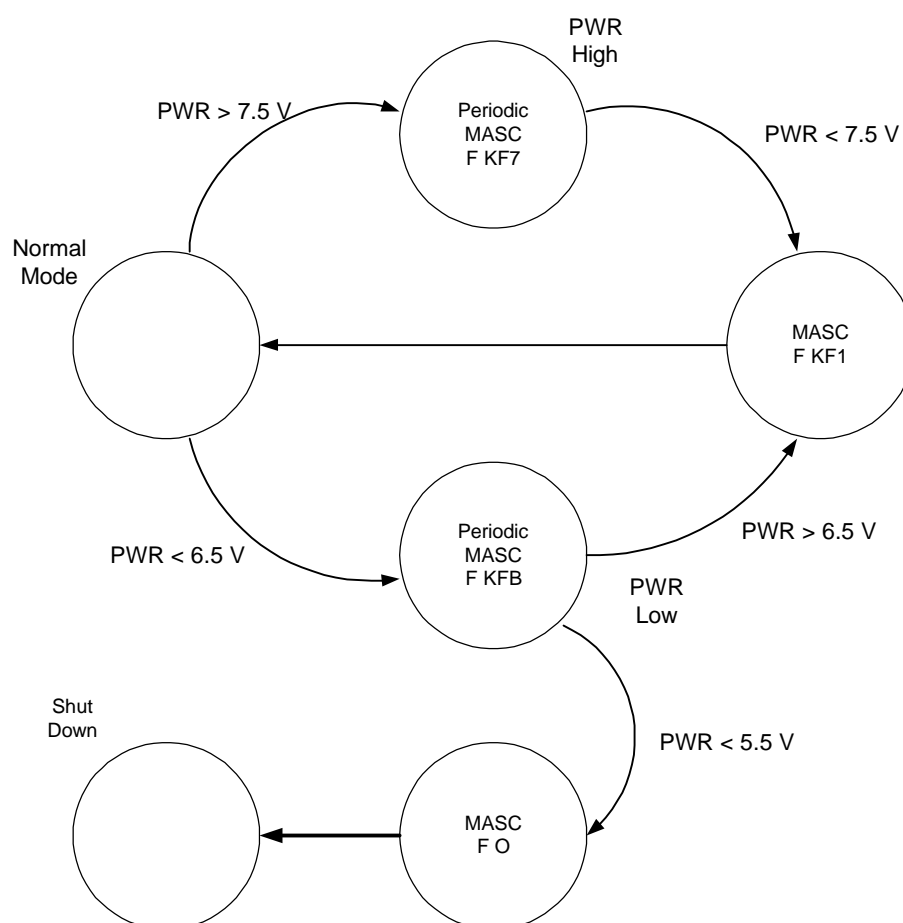 PWR
High
PWR > 7.5 V
Periodic
MASC
F KF7
PWR < 7.5 V
Normal
Mode
MASC
F KF1
PWR < 6.5 V
Periodic
MASC
F KFB
PWR > 6.5 V
PWR
Low
Shut
Down
PWR < 5.5 V
MASC
F O